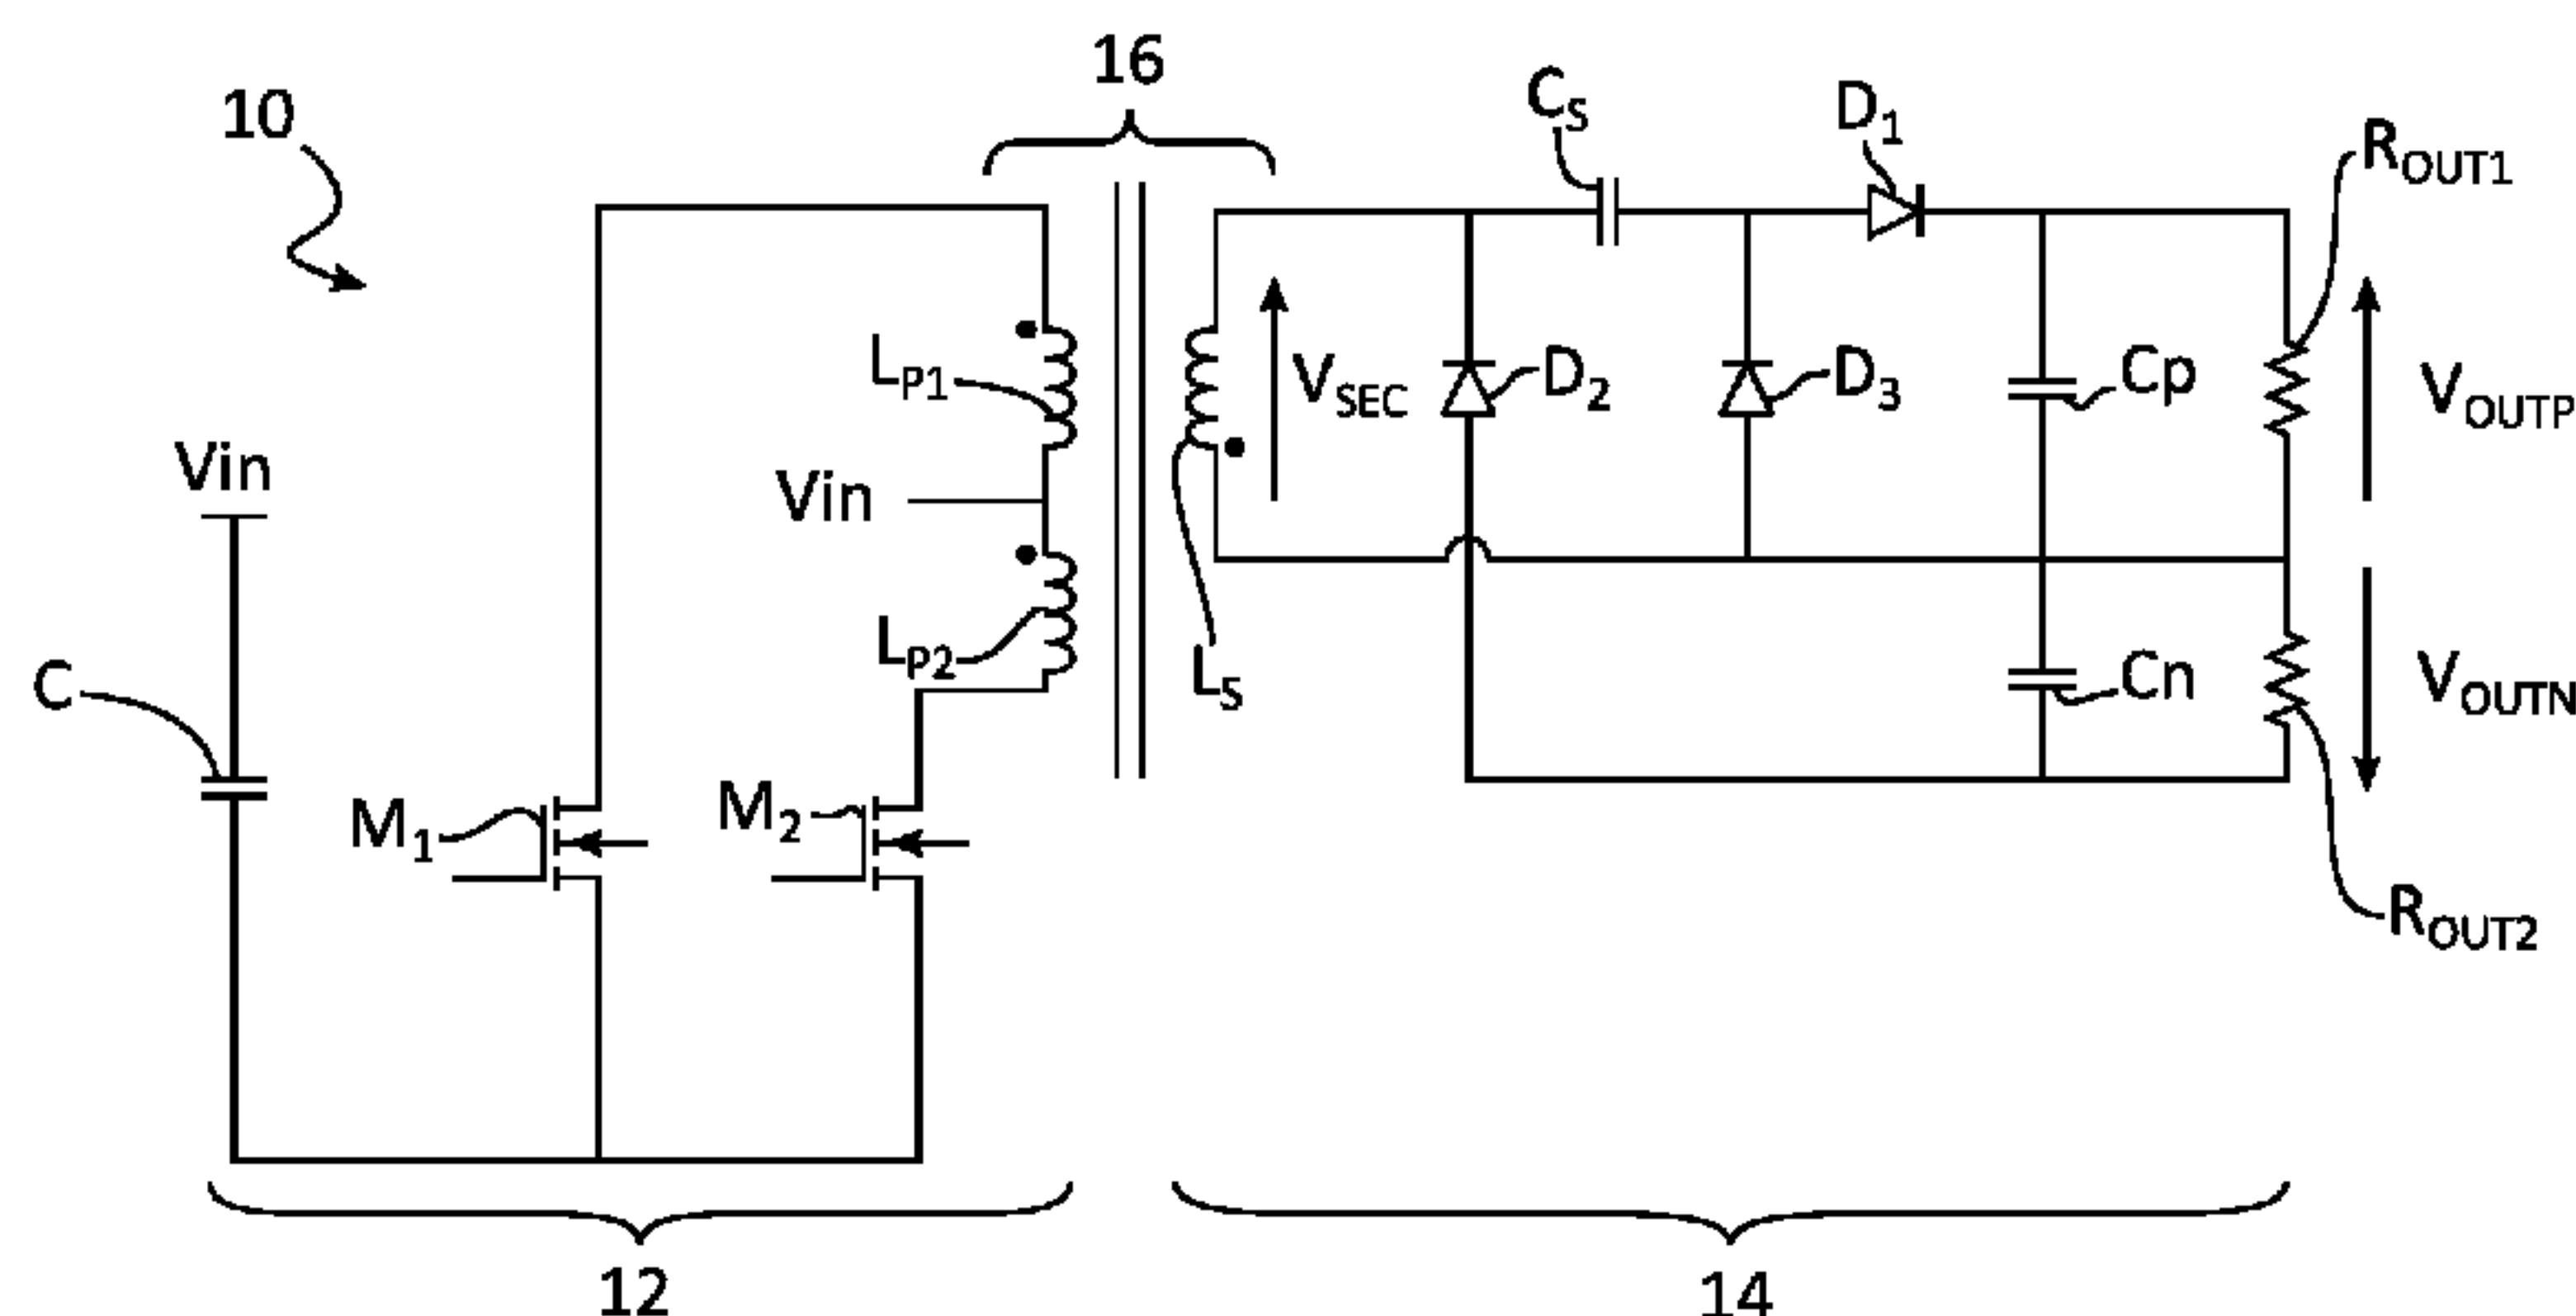 16
10
C_S
D_1
R_OUT1
L_P1
V_SEC
D_2
D_3
Cp
V_OUTP
Vin
Vin
L_P2
L_S
C
Cn
V_OUTN
M_1
M_2
R_OUT2
12
14